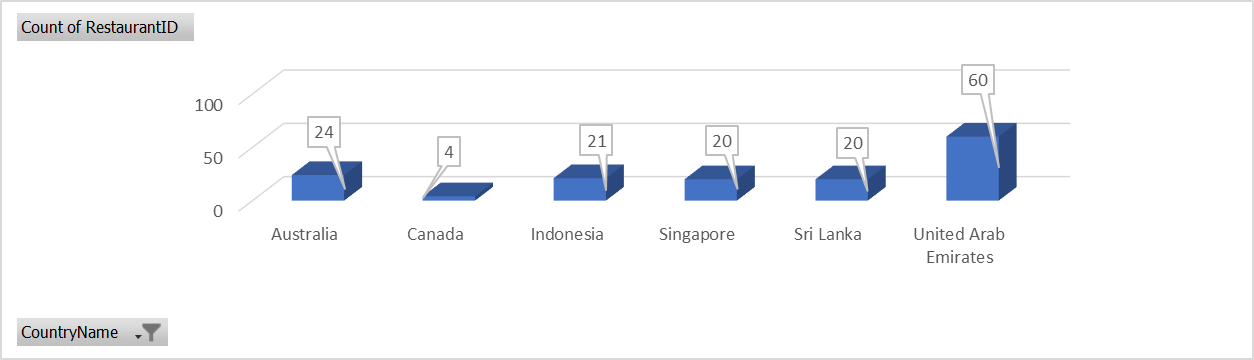 Count of RestaurantID
100
50
0
24
4
21
20
20
60
Australia
Canada
Indonesia
Singapore
Sri Lanka
United Arab
Emirates
CountryName